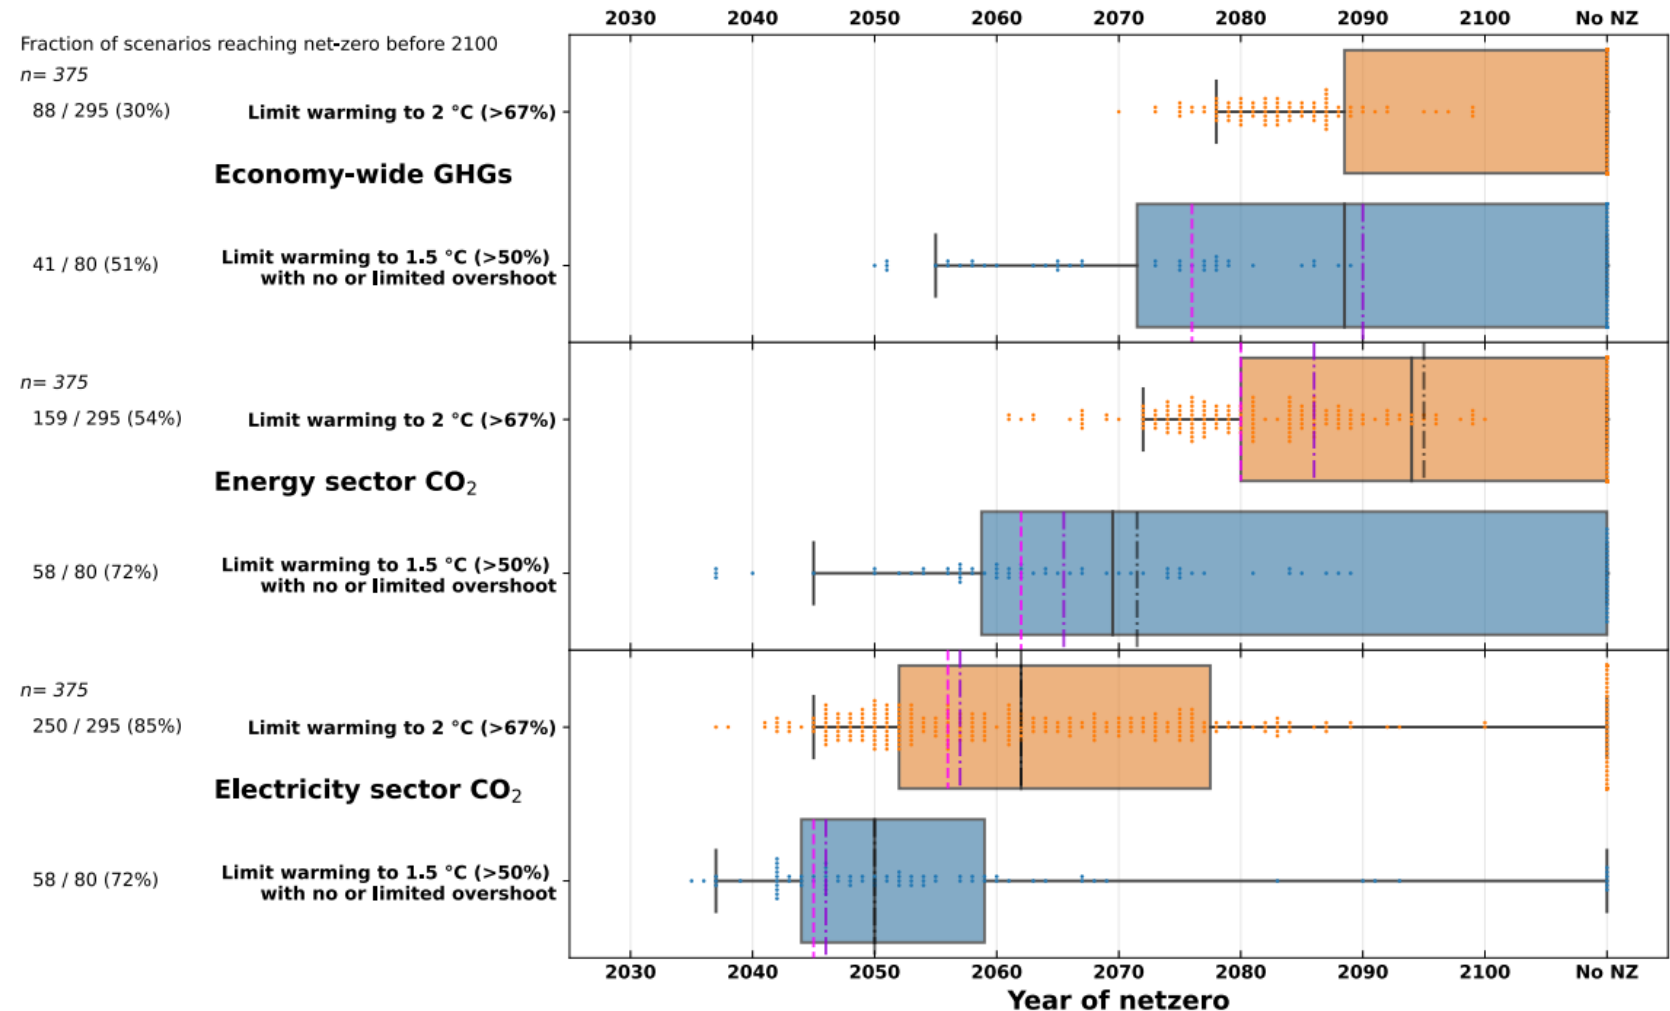 2030 2040 2050 2060 2070 2080 2090 2100 No NZ
Fraction of scenarios reaching net-zero before 2100
n= 375
88 / 295 (30%) Limit warming to 2 °C (>67%)
Economy-wide GHGs
41 / 80 (51%) Limit warming to 1.5 °C (>50%)
with no or limited overshoot
n= 375
159 / 295 (54%) Limit warming to 2 °C (>67%)
Energy sector CO₂
58 / 80 (72%) Limit warming to 1.5 °C (>50%)
with no or limited overshoot
n= 375
250 / 295 (85%) Limit warming to 2 °C (>67%)
Electricity sector CO₂
58 / 80 (72%) Limit warming to 1.5 °C (>50%)
with no or limited overshoot
2030 2040 2050 2060 2070 2080 2090 2100 No NZ
Year of netzero